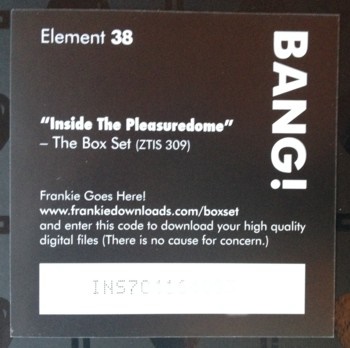 Element 38
BANG!
“Inside The Pleasuredome”
– The Box Set (ZTIS 309)
Frankie Goes Here!
www.frankiedownloads.com/boxset
and enter this code to download your high quality
digital files (There is no cause for concern.)